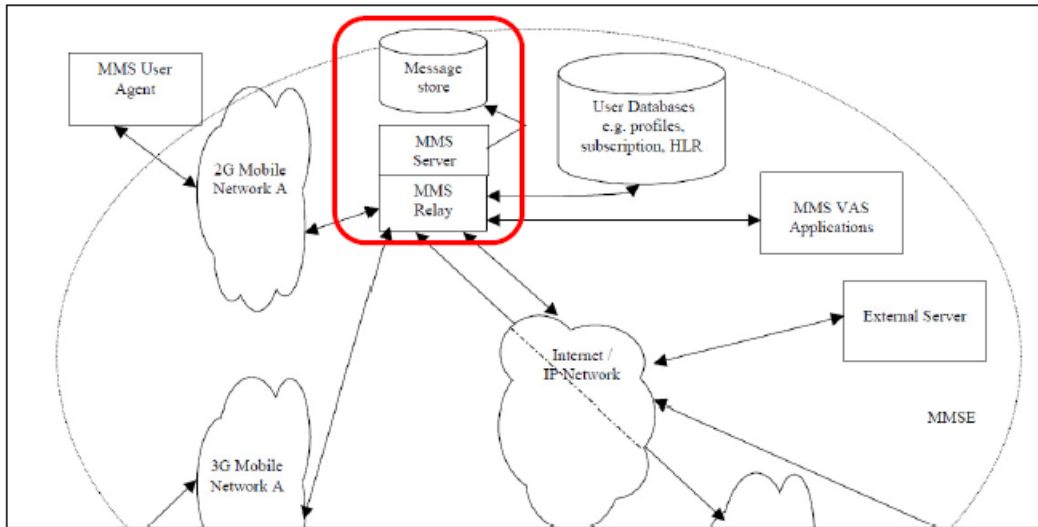 MMS User
Agent
Message
store
User Databases
e.g. profiles,
subscription, HLR
MMS
Server
MMS
Relay
2G Mobile
Network A
MMS VAS
Applications
External Server
Internet /
IP Network
MMSE
3G Mobile
Network A